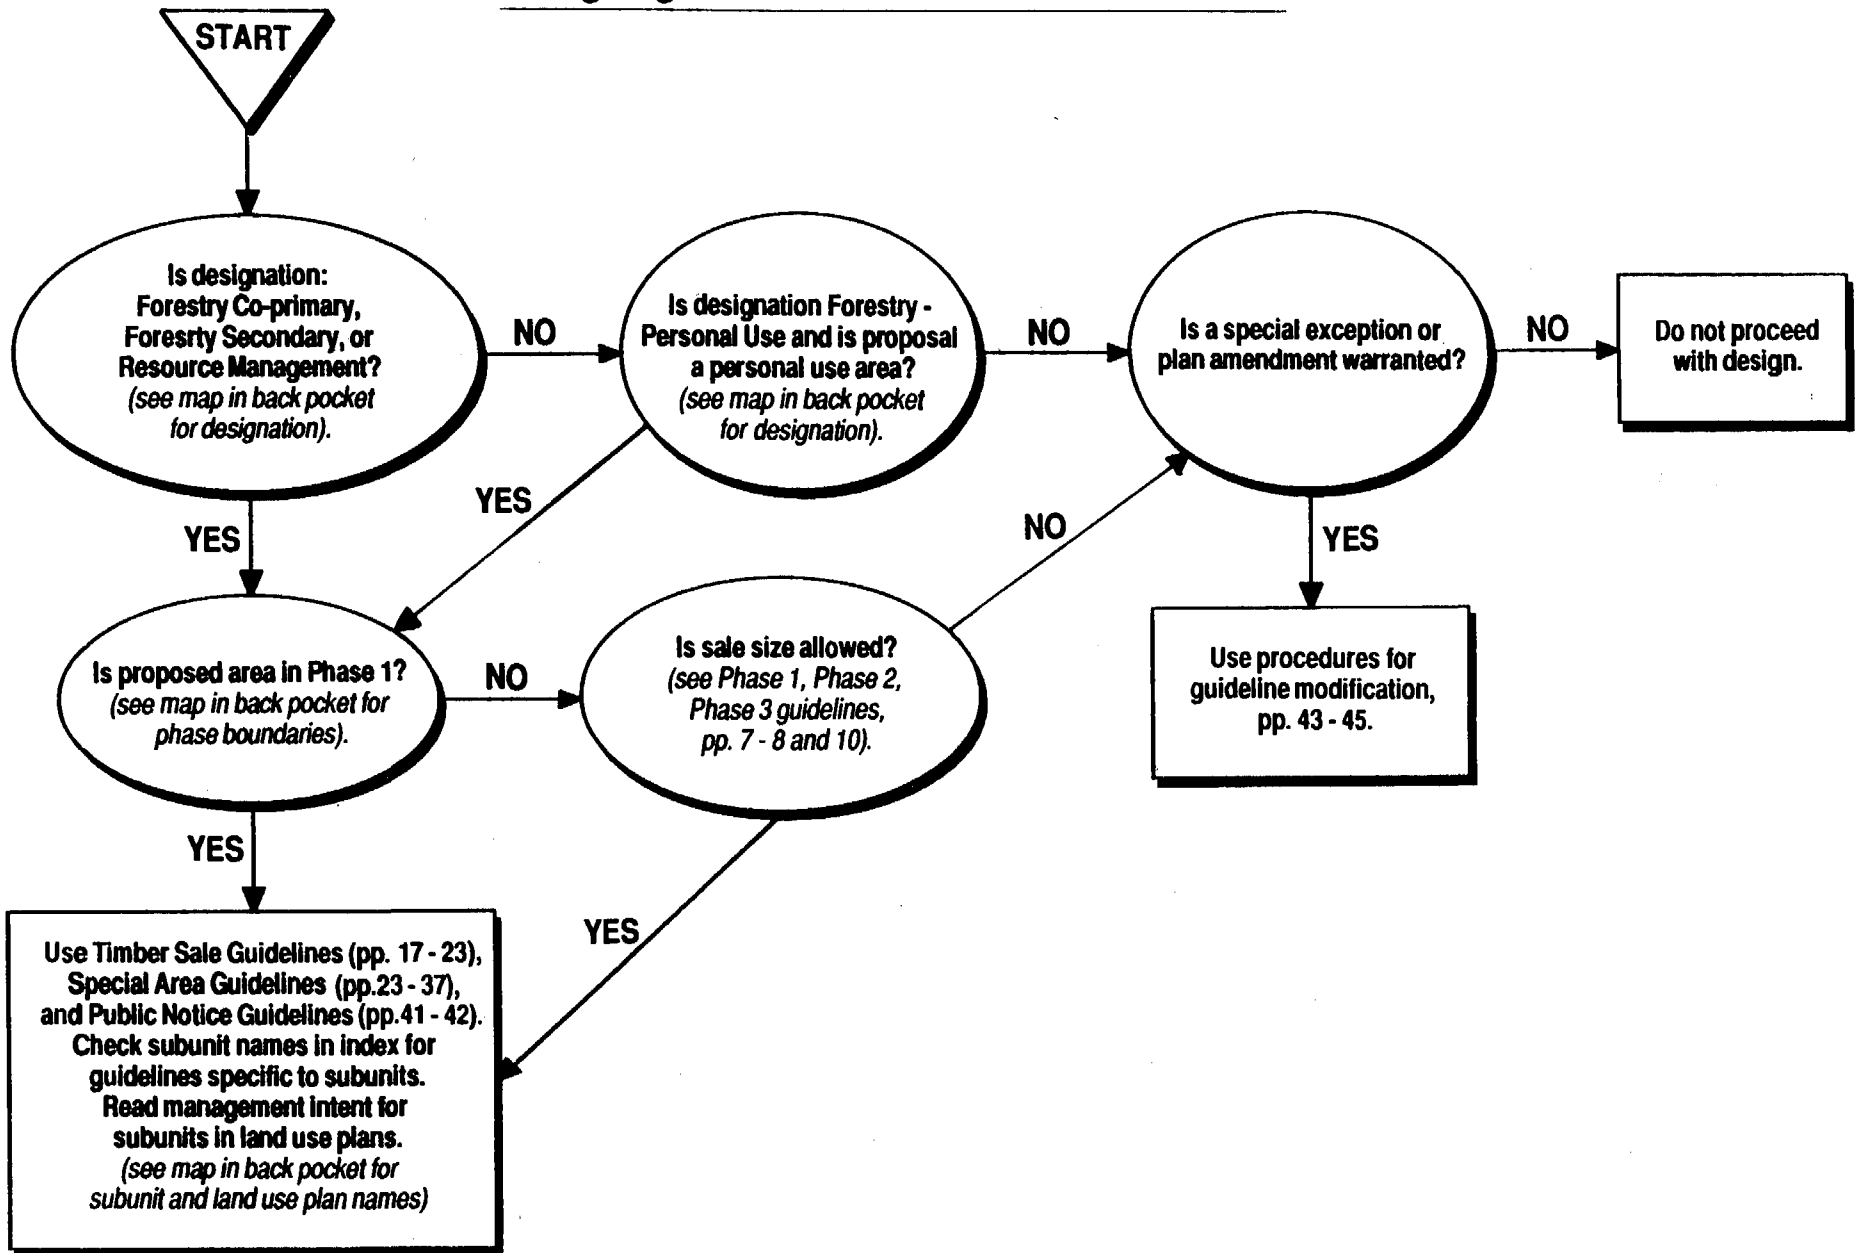 START
Is designation:
Forestry Co-primary,
Foresrty Secondary, or
Resource Management?
(see map in back pocket
for designation).
NO
Is designation Forestry -
Personal Use and is proposal
a personal use area?
(see map in back pocket
for designation).
NO
Is a special exception or
plan amendment warranted?
NO
Do not proceed
with design.
YES
YES
NO
YES
Is proposed area in Phase 1?
(see map in back pocket for
phase boundaries).
NO
Is sale size allowed?
(see Phase 1, Phase 2,
Phase 3 guidelines,
pp. 7 - 8 and 10).
Use procedures for
guideline modification,
pp. 43 - 45.
YES
YES
Use Timber Sale Guidelines (pp. 17 - 23),
Special Area Guidelines (pp.23 - 37),
and Public Notice Guidelines (pp.41 - 42).
Check subunit names in index for
guidelines specific to subunits.
Read management intent for
subunits in land use plans.
(see map in back pocket for
subunit and land use plan names)